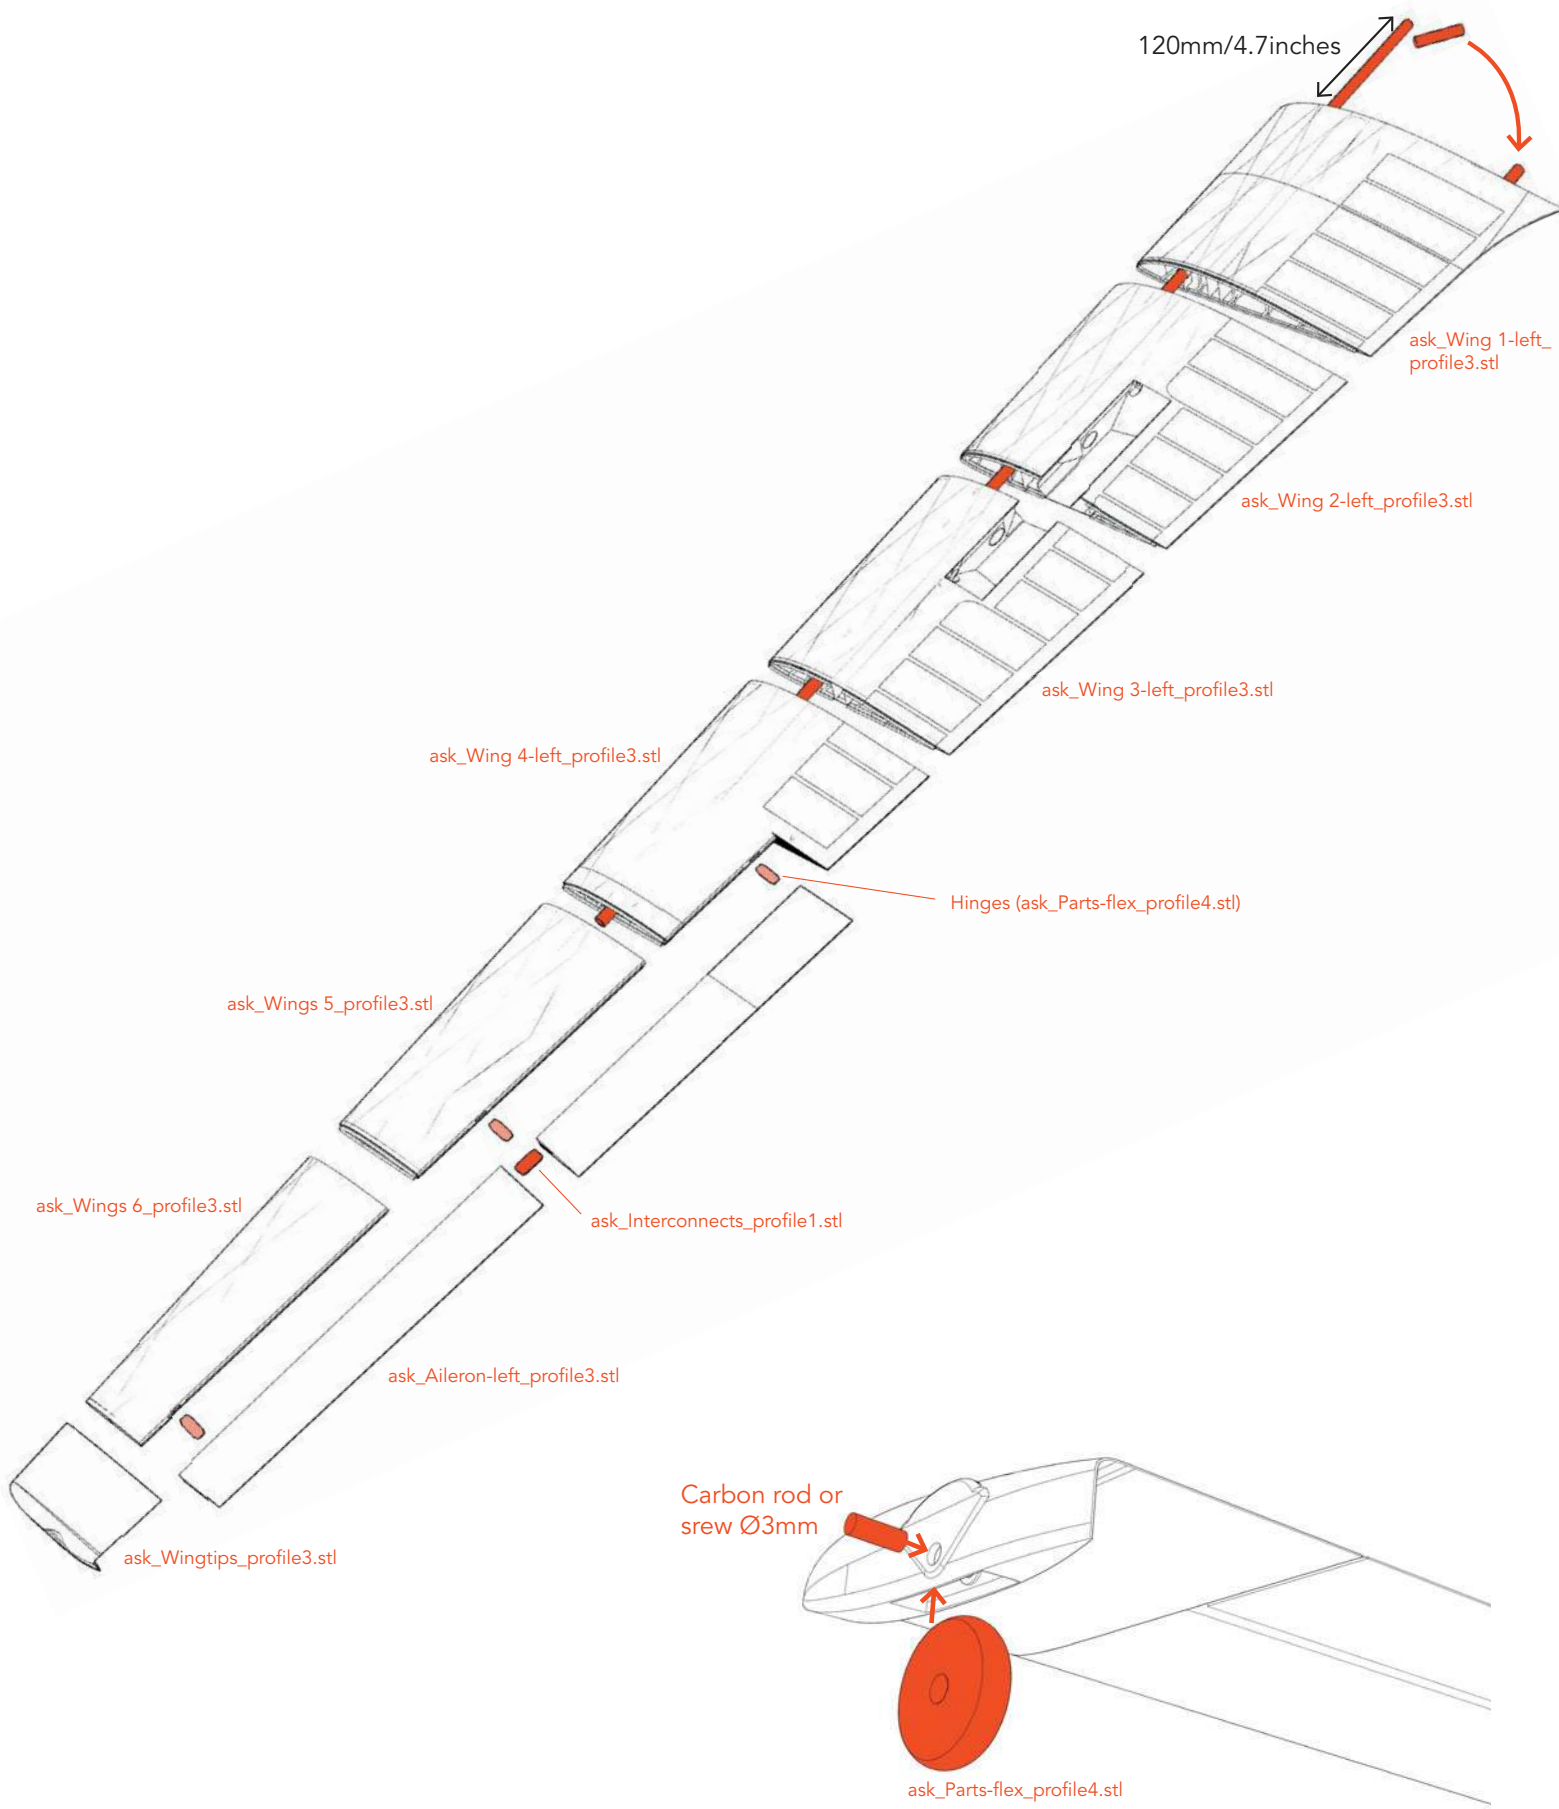 120mm/4.7inches
ask_Wing 1-left_
profile3.stl
ask_Wing 2-left_profile3.stl
ask_Wing 3-left_profile3.stl
ask_Wing 4-left_profile3.stl
Hinges (ask_Parts-flex_profile4.stl)
ask_Wings 5_profile3.stl
ask_Wings 6_profile3.stl
ask_Interconnects_profile1.stl
ask_Aileron-left_profile3.stl
ask_Wingtips_profile3.stl
Carbon rod or
srew Ø3mm
ask_Parts-flex_profile4.stl